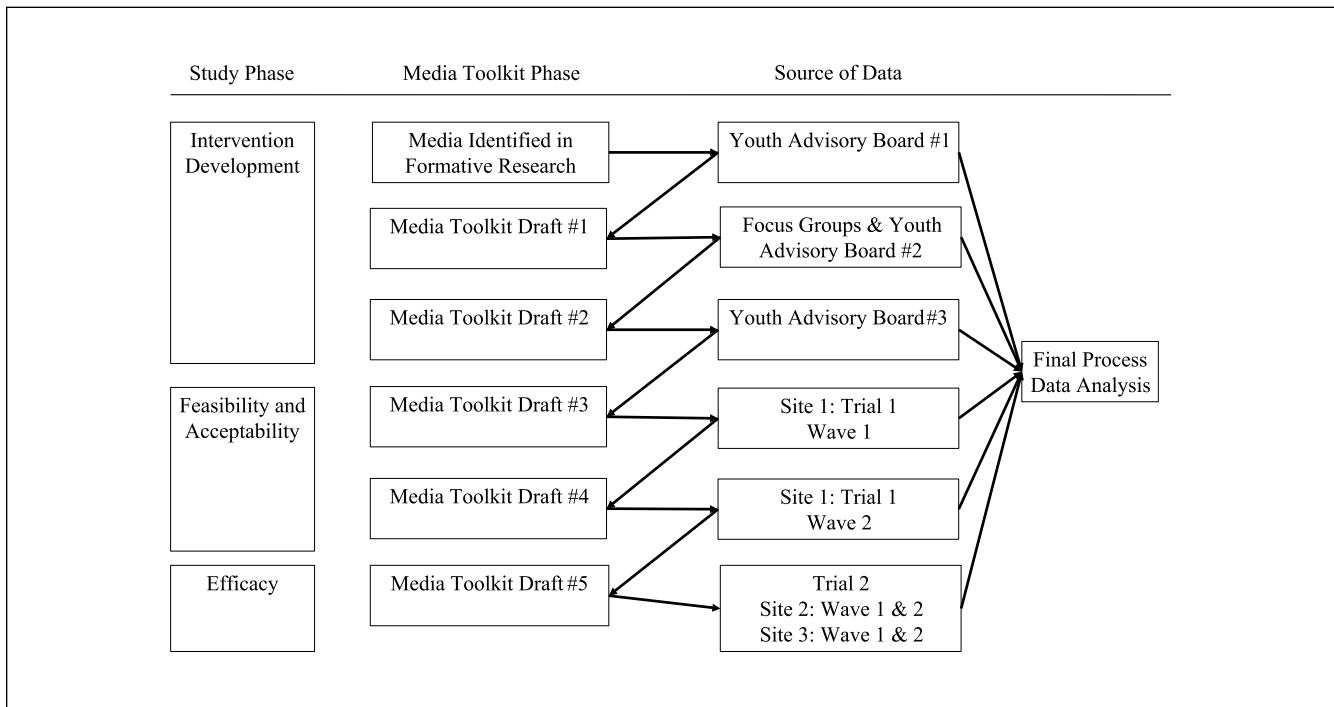 Study Phase
Media Toolkit Phase
Source of Data
Intervention
Development
Media Identified in
Formative Research
Youth Advisory Board #1
Media Toolkit Draft #1
Focus Groups & Youth
Advisory Board #2
Media Toolkit Draft #2
Youth Advisory Board #3
Final Process
Data Analysis
Feasibility and
Acceptability
Media Toolkit Draft #3
Site 1: Trial 1
Wave 1
Media Toolkit Draft #4
Site 1: Trial 1
Wave 2
Efficacy
Media Toolkit Draft #5
Trial 2
Site 2: Wave 1 & 2
Site 3: Wave 1 & 2